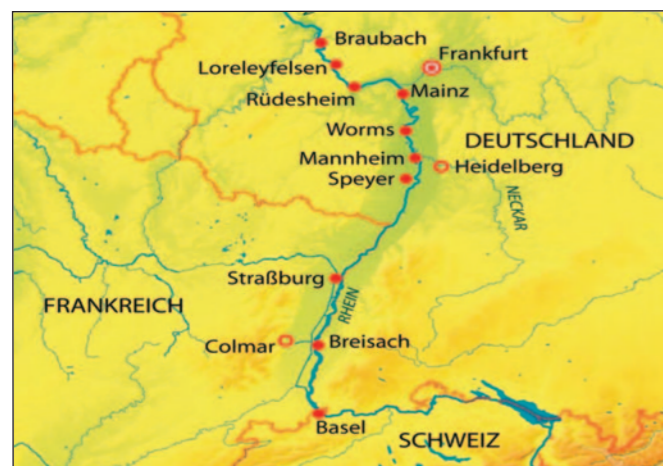 Braubach
Frankfurt
Loreleyfelsen
Rüdesheim
Mainz
Worms
DEUTSCHLAND
Mannheim
Heidelberg
Speyer
NECKAR
Straßburg
FRANKREICH
RHEIN
Colmar
Breisach
Basel
SCHWEIZ